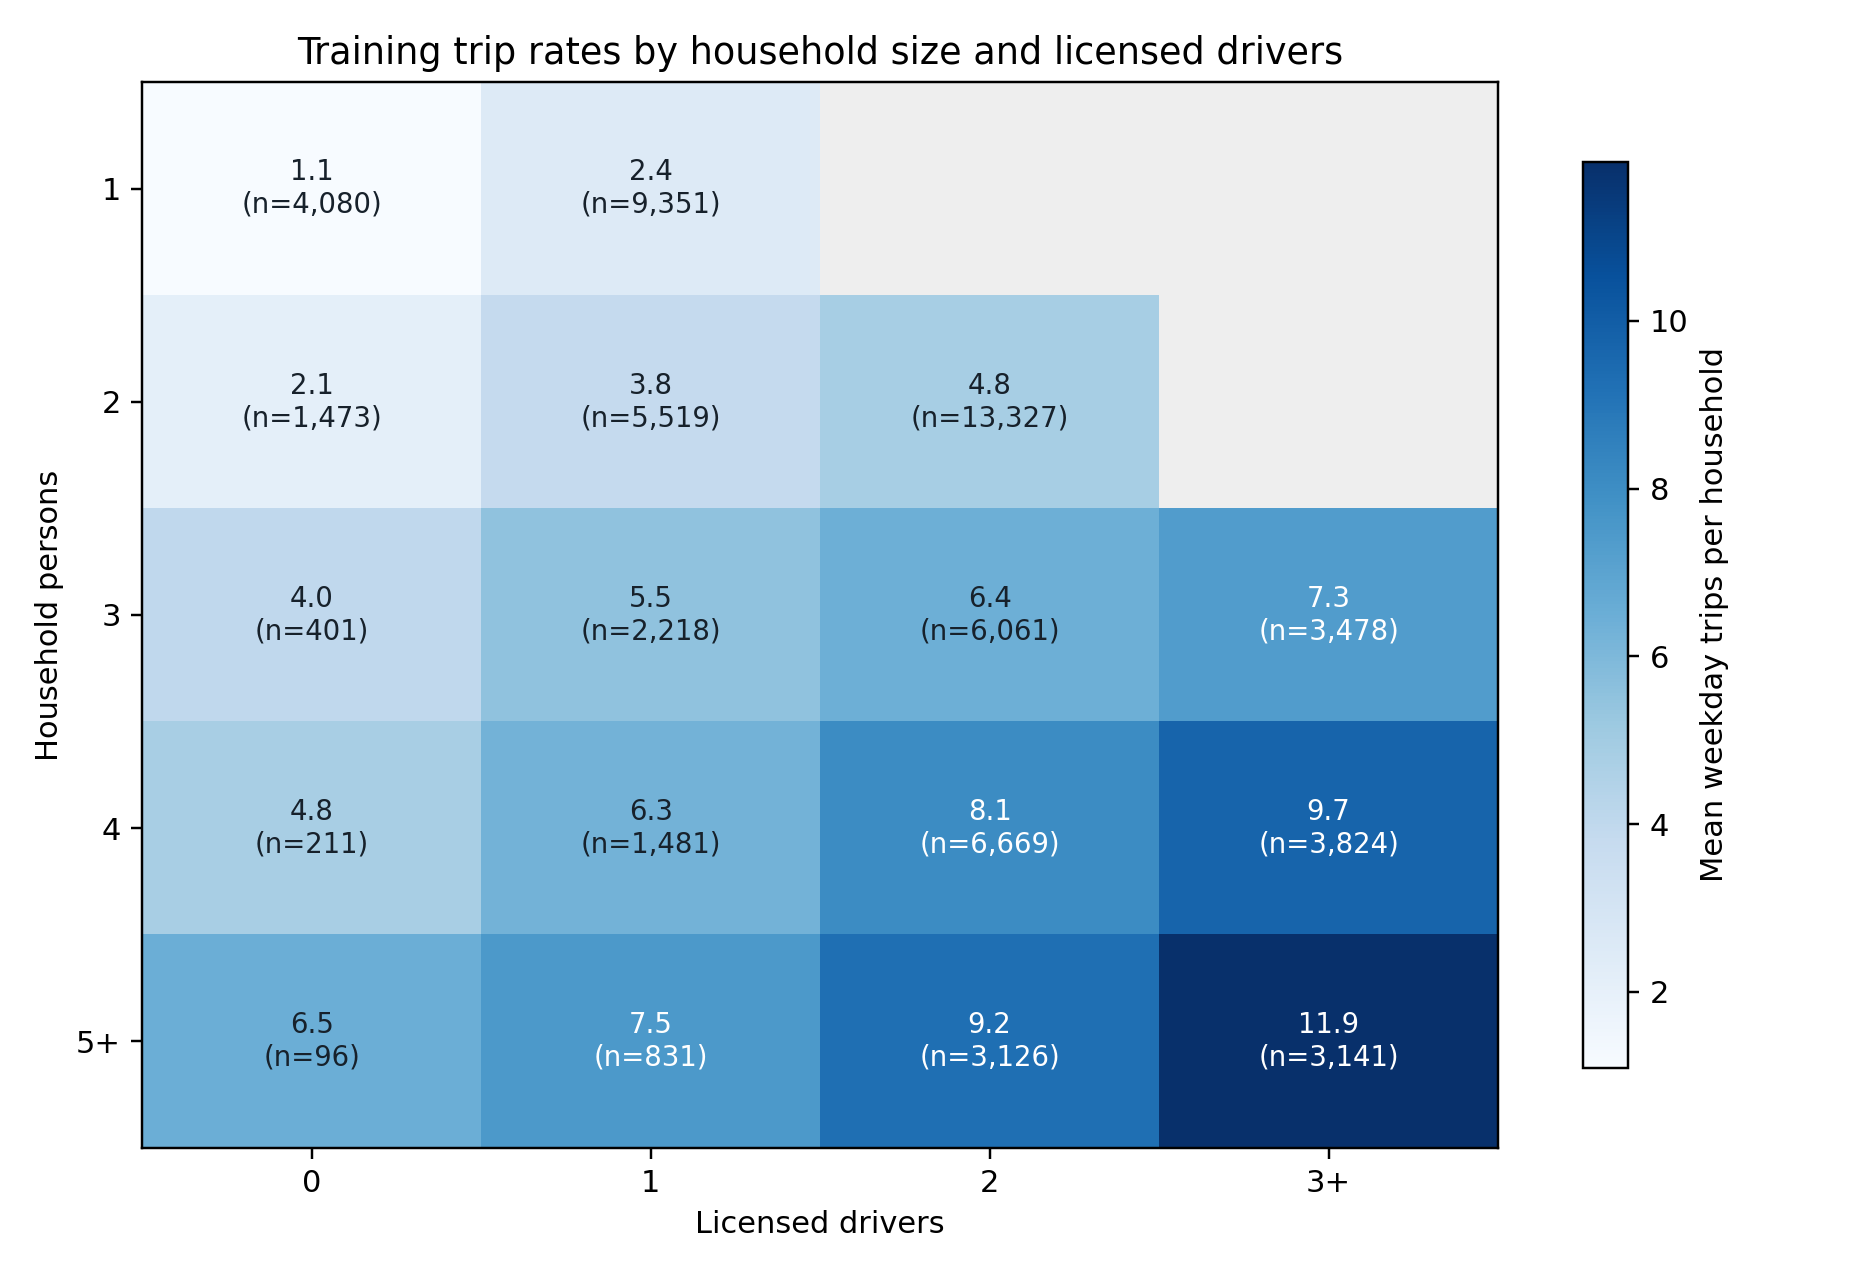 Training trip rates by household size and licensed drivers
1.1
(n=4,080)
2.4
(n=9,351)
1
2.1
(n=1,473)
3.8
(n=5,519)
4.8
(n=13,327)
2
4.0
(n=401)
5.5
(n=2,218)
6.4
(n=6,061)
7.3
(n=3,478)
3
4.8
(n=211)
6.3
(n=1,481)
8.1
(n=6,669)
9.7
(n=3,824)
4
6.5
(n=96)
7.5
(n=831)
9.2
(n=3,126)
11.9
(n=3,141)
5+
Household persons
0
1
2
3+
Licensed drivers
10
8
6
4
2
Mean weekday trips per household